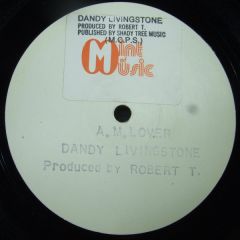 DANDY LIVINGSTONE
PRODUCED BY ROBERT T.
PUBLISHED BY SHADY TREE MUSIC
(M.C.P.S.)
Mint
Music
A.M.LOVER
DANDY LIVINGSTONE
Produced by ROBERT T.